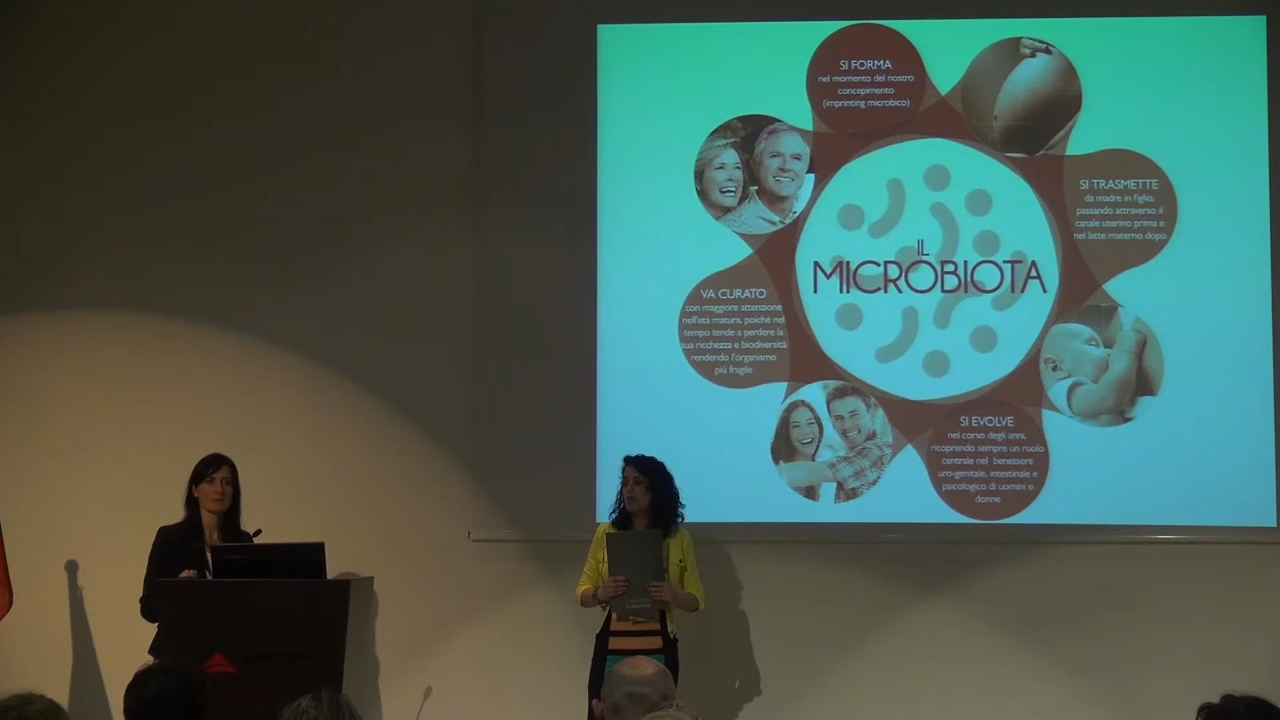 SI FORMA
nel momento del nostro
concepimento
(imprinting microbico)
SI TRASMETTE
da madre in figlio,
passando attraverso il
canale uterino prima e
nel latte materno dopo
IL
MICROBIOTA
VA CURATO
con maggiore attenzione
nell'età matura, poichè nel
tempo tende a perdere la
sua ricchezza e biodiversità
rendendo l'organismo
più fragile
SI EVOLVE
nel corso degli anni,
ricoprendo sempre un ruolo
centrale nel benessere
uro-genitale, intestinale e
psicologico di uomini e
donne